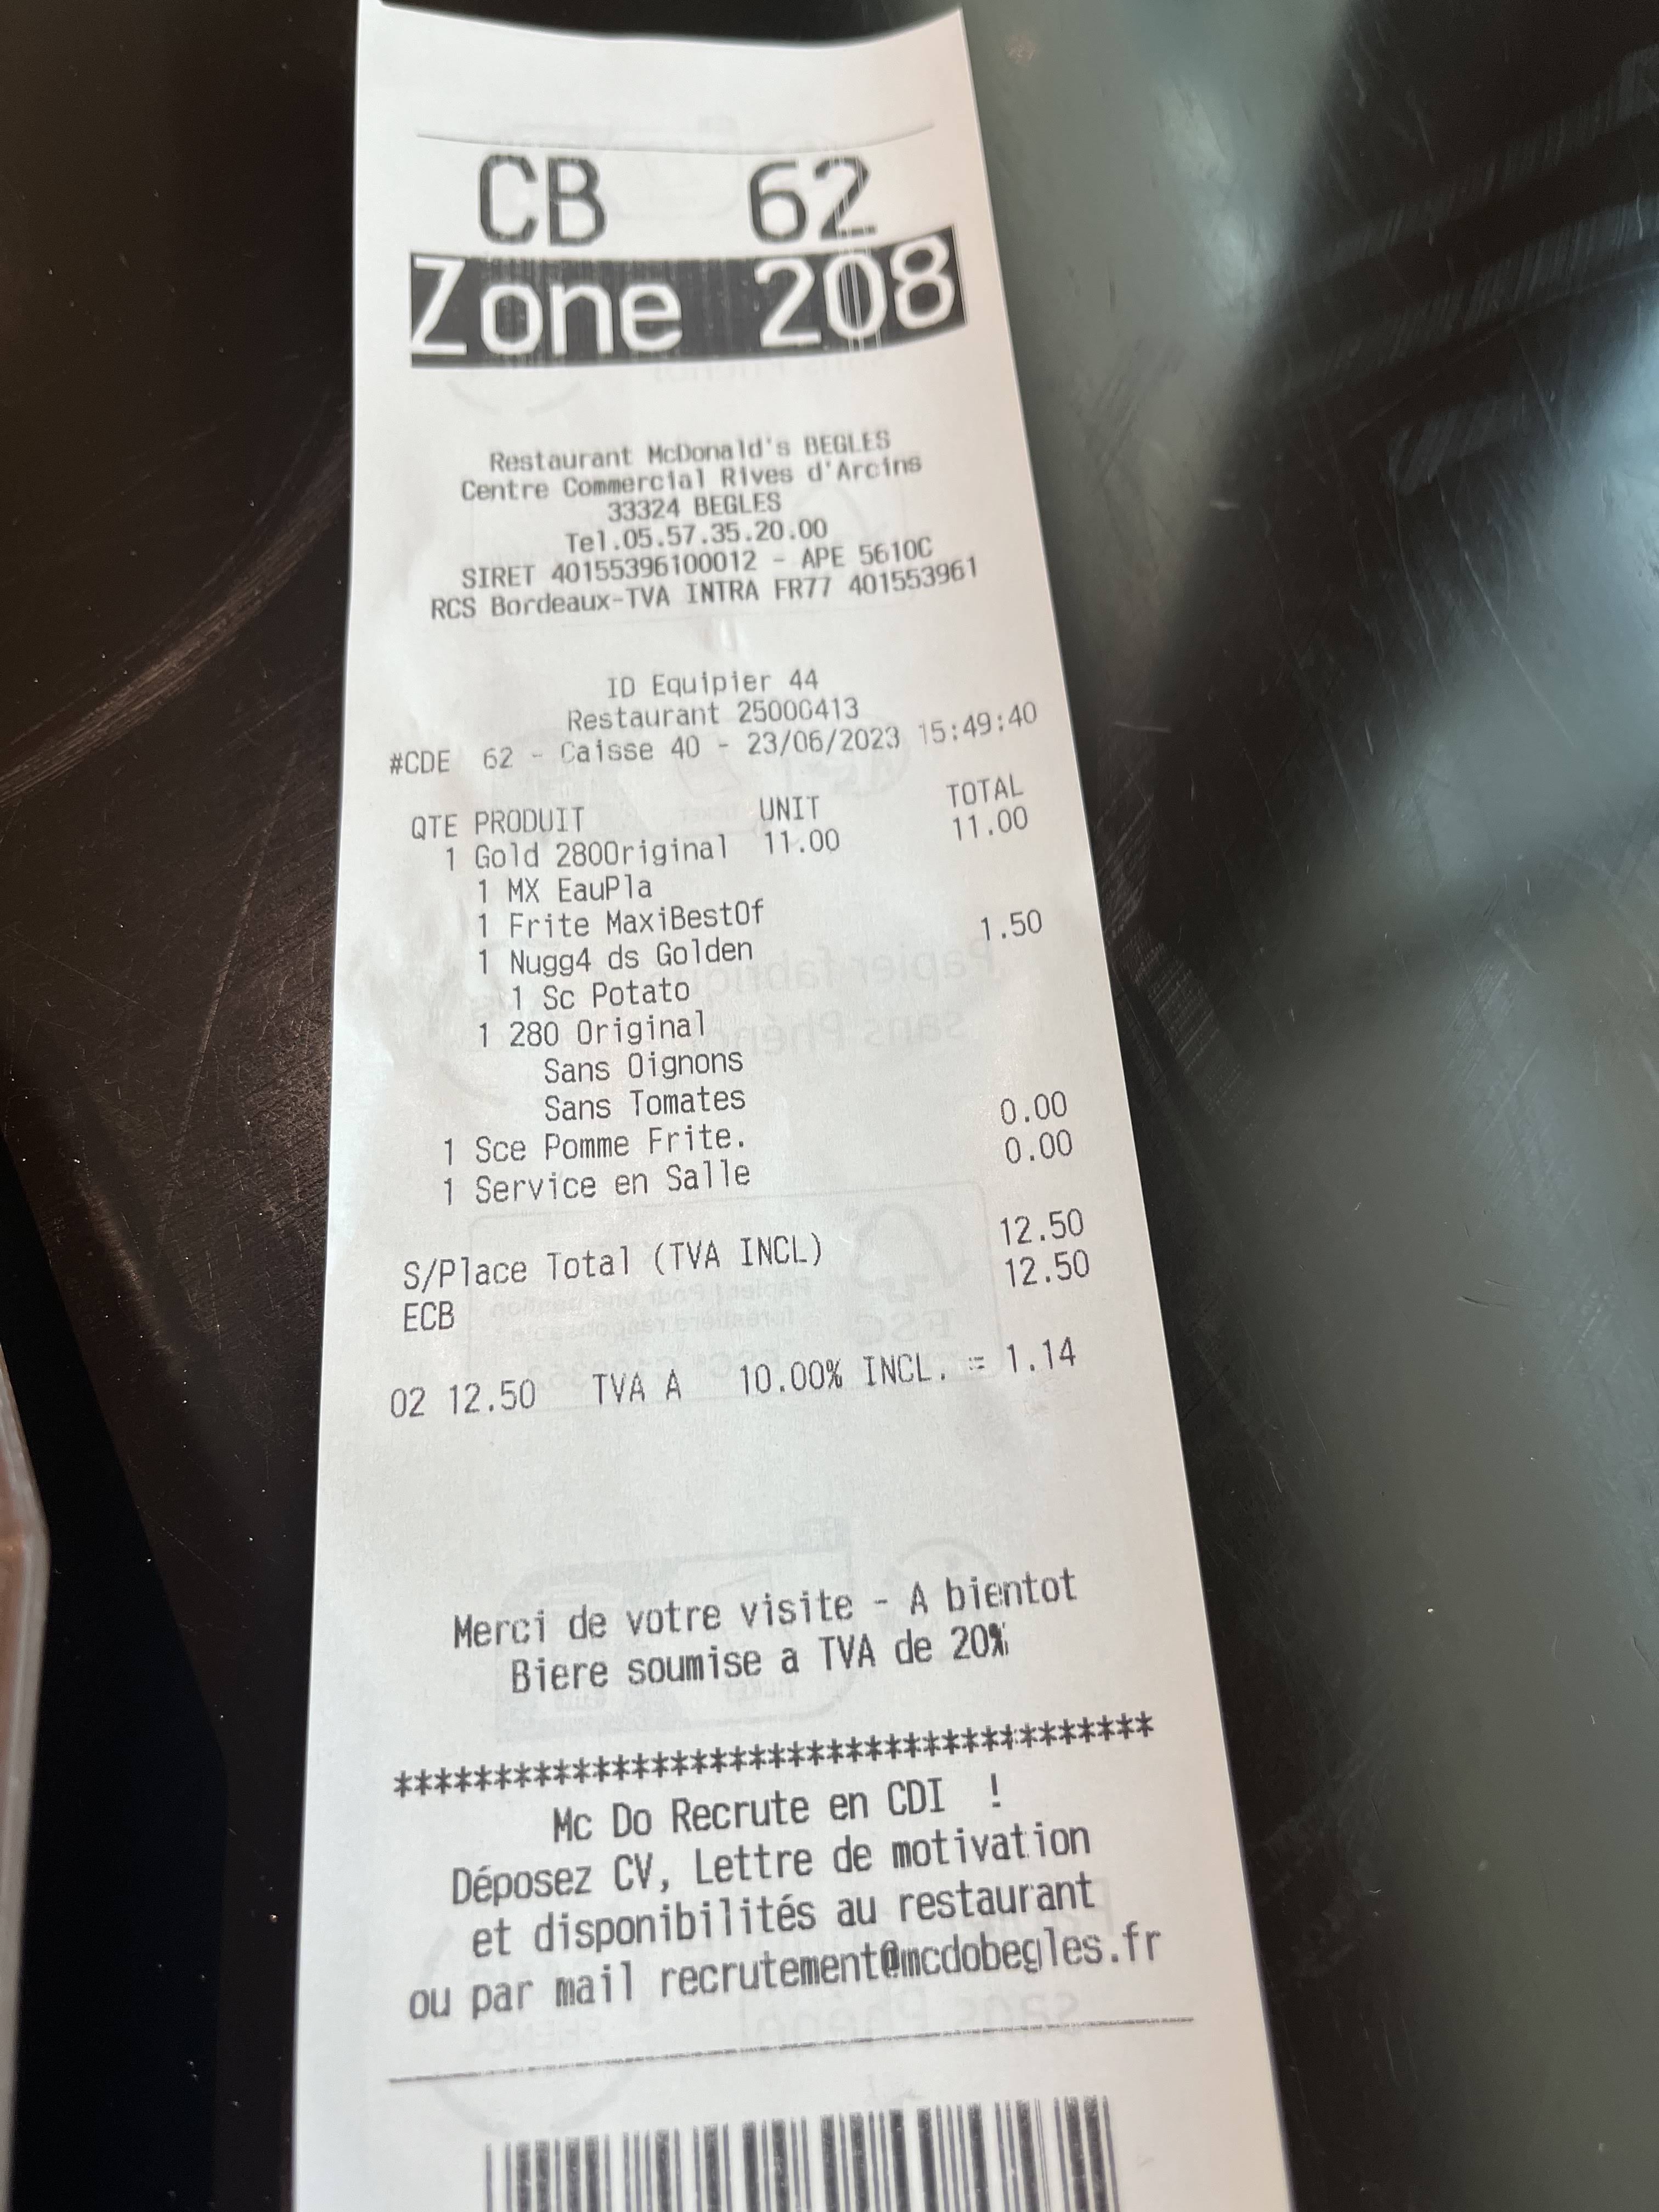 CB 62
Zone 208
Restaurant McDonald's BEGLES
Centre Commercial Rives d'Arcins
33324 BEGLES
Tel.05.57.35.20.00
SIRET 40155396100012 - APE 5610C
RCS Bordeaux-TVA INTRA FR77 401553961
ID Equipier 44
Restaurant 25000413
#CDE 62 - Caisse 40 - 23/06/2023 15:49:40
QTE PRODUIT UNIT TOTAL
1 Gold 280Original 11.00 11.00
1 MX EauPla
1 Frite MaxiBestOf
1 Nugg4 ds Golden 1.50
1 Sc Potato
1 280 Original
Sans Oignons
Sans Tomates
1 Sce Pomme Frite. 0.00
1 Service en Salle 0.00
S/Place Total (TVA INCL) 12.50
ECB 12.50
02 12.50 TVA A 10.00% INCL. = 1.14
Merci de votre visite - A bientot
Biere soumise a TVA de 20%
**************************************
Mc Do Recrute en CDI !
Déposez CV, Lettre de motivation
et disponibilités au restaurant
ou par mail recrutement@mcdobegles.fr